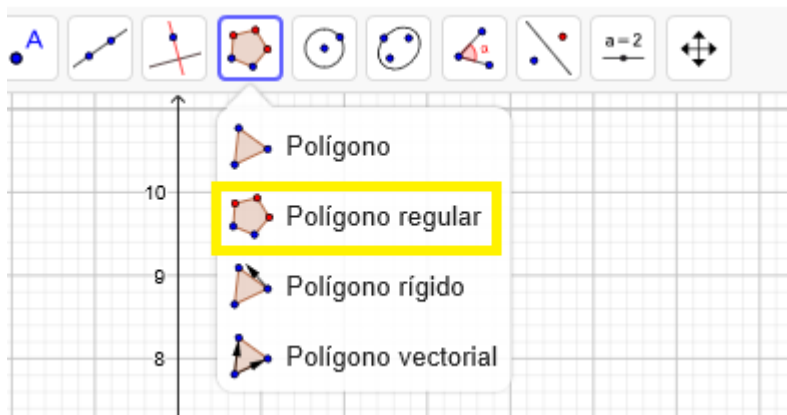 A
α
a=2
Polígono
10
Polígono regular
9
Polígono rígido
8
Polígono vectorial